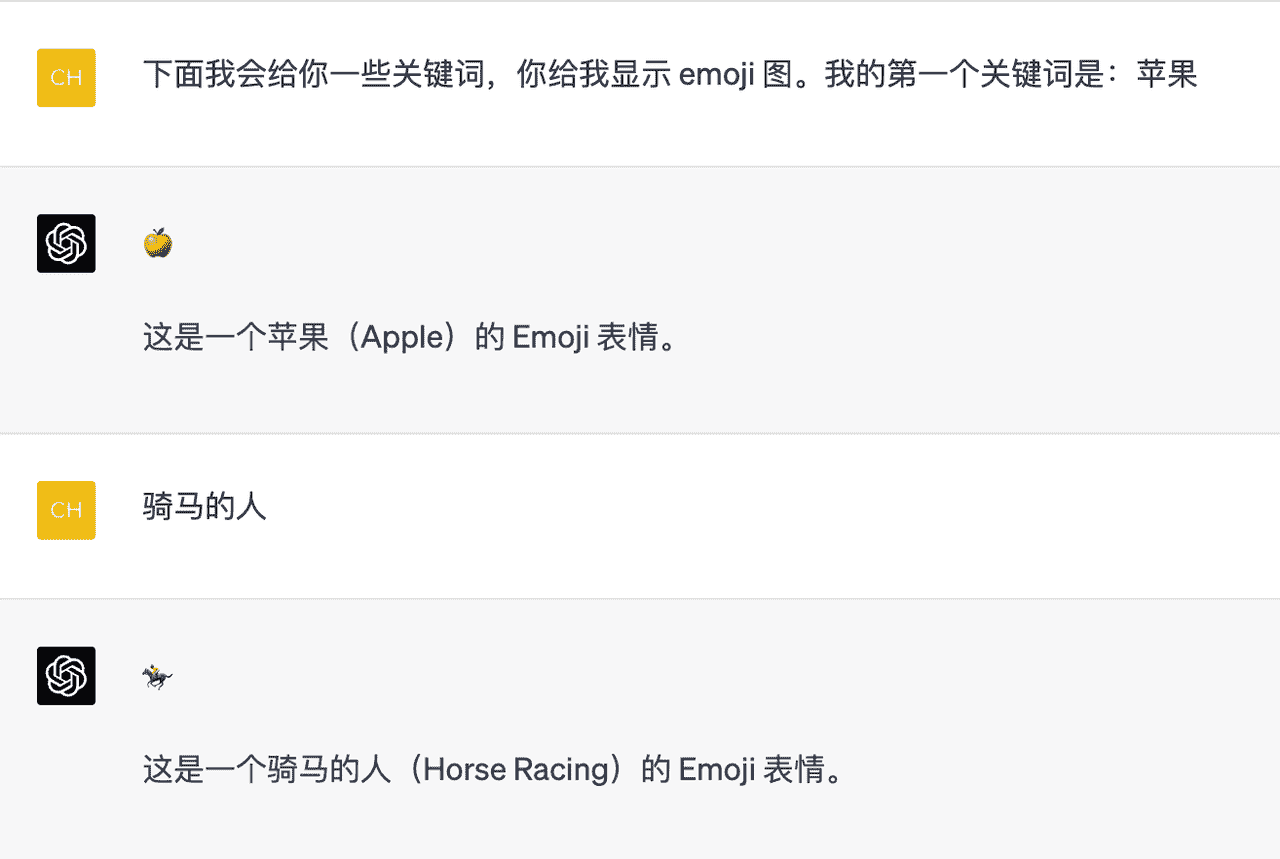 CH
下面我会给你一些关键词，你给我显示 emoji 图。我的第一个关键词是：苹果
🍎
这是一个苹果（Apple）的 Emoji 表情。
CH
骑马的人
🏇
这是一个骑马的人（Horse Racing）的 Emoji 表情。